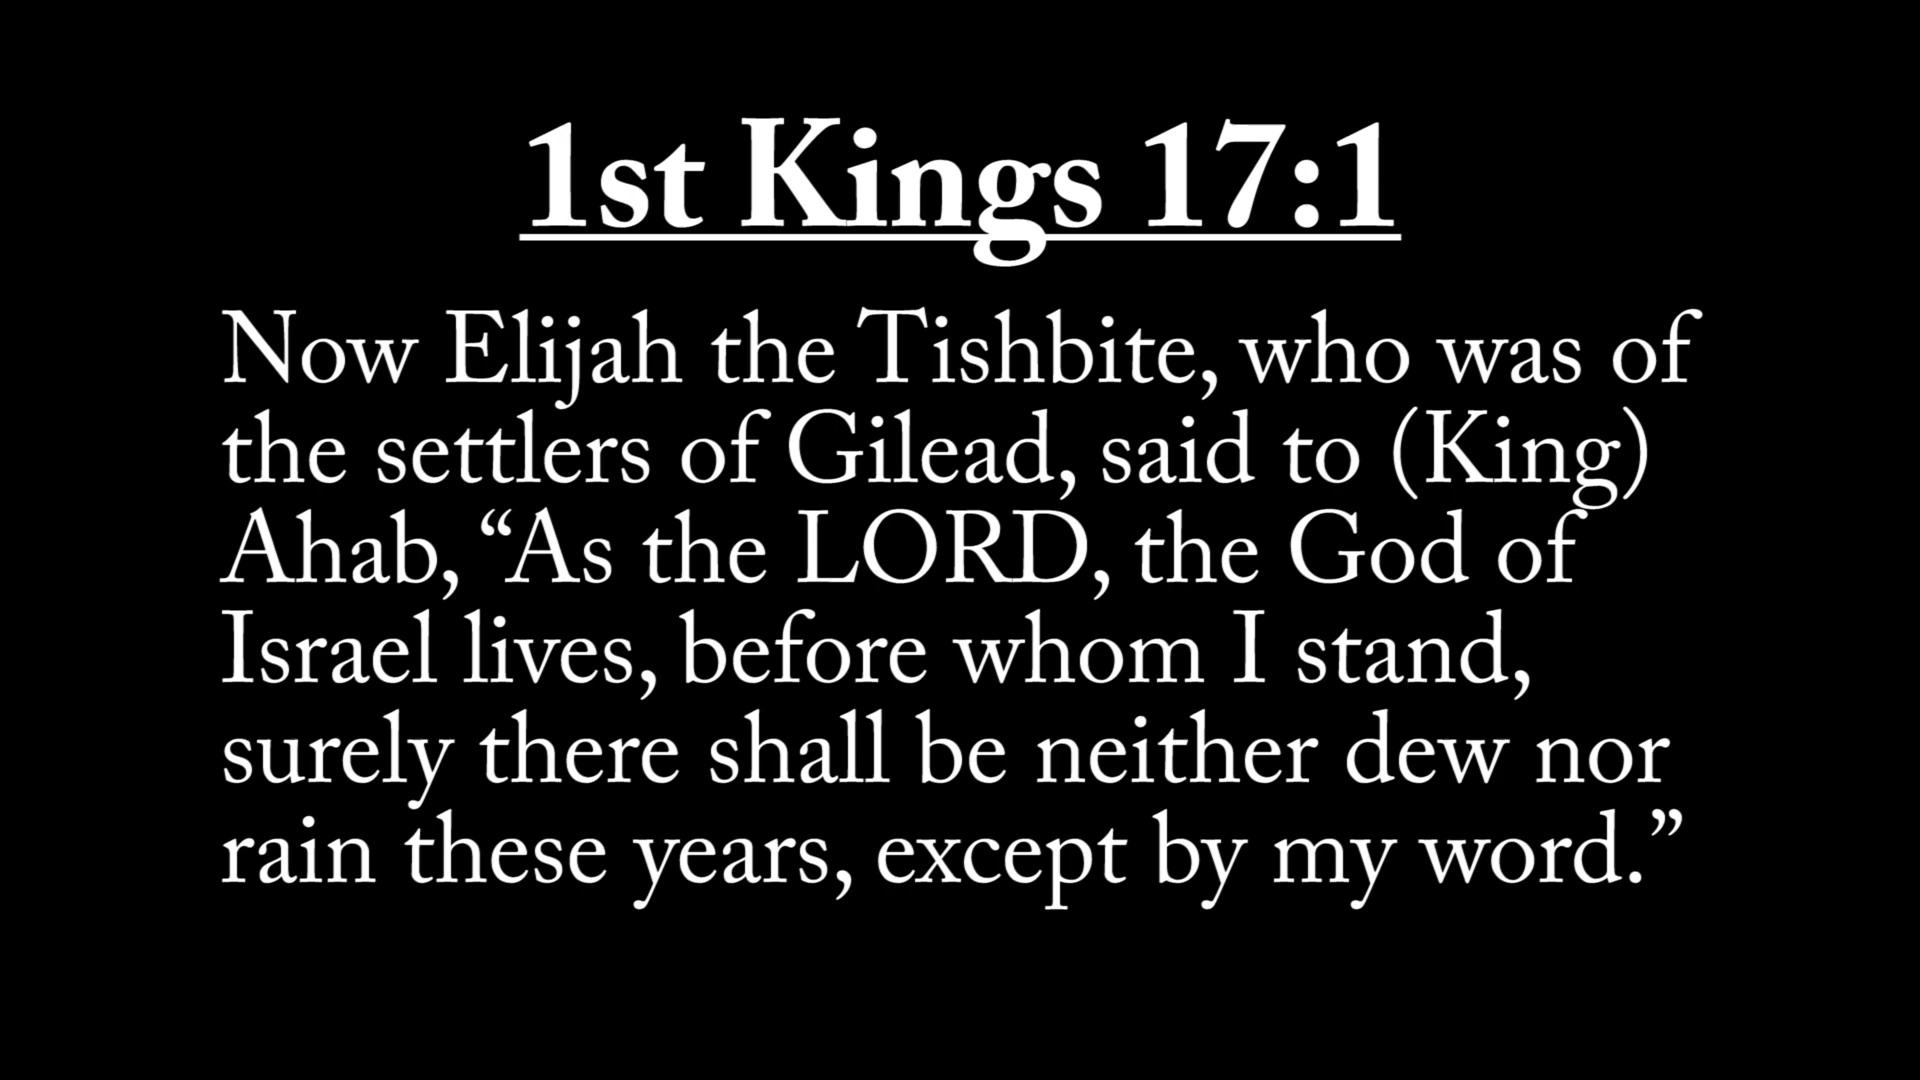 1st Kings 17:1
Now Elijah the Tishbite, who was of
the settlers of Gilead, said to (King)
Ahab, “As the LORD, the God of
Israel lives, before whom I stand,
surely there shall be neither dew nor
rain these years, except by my word.”